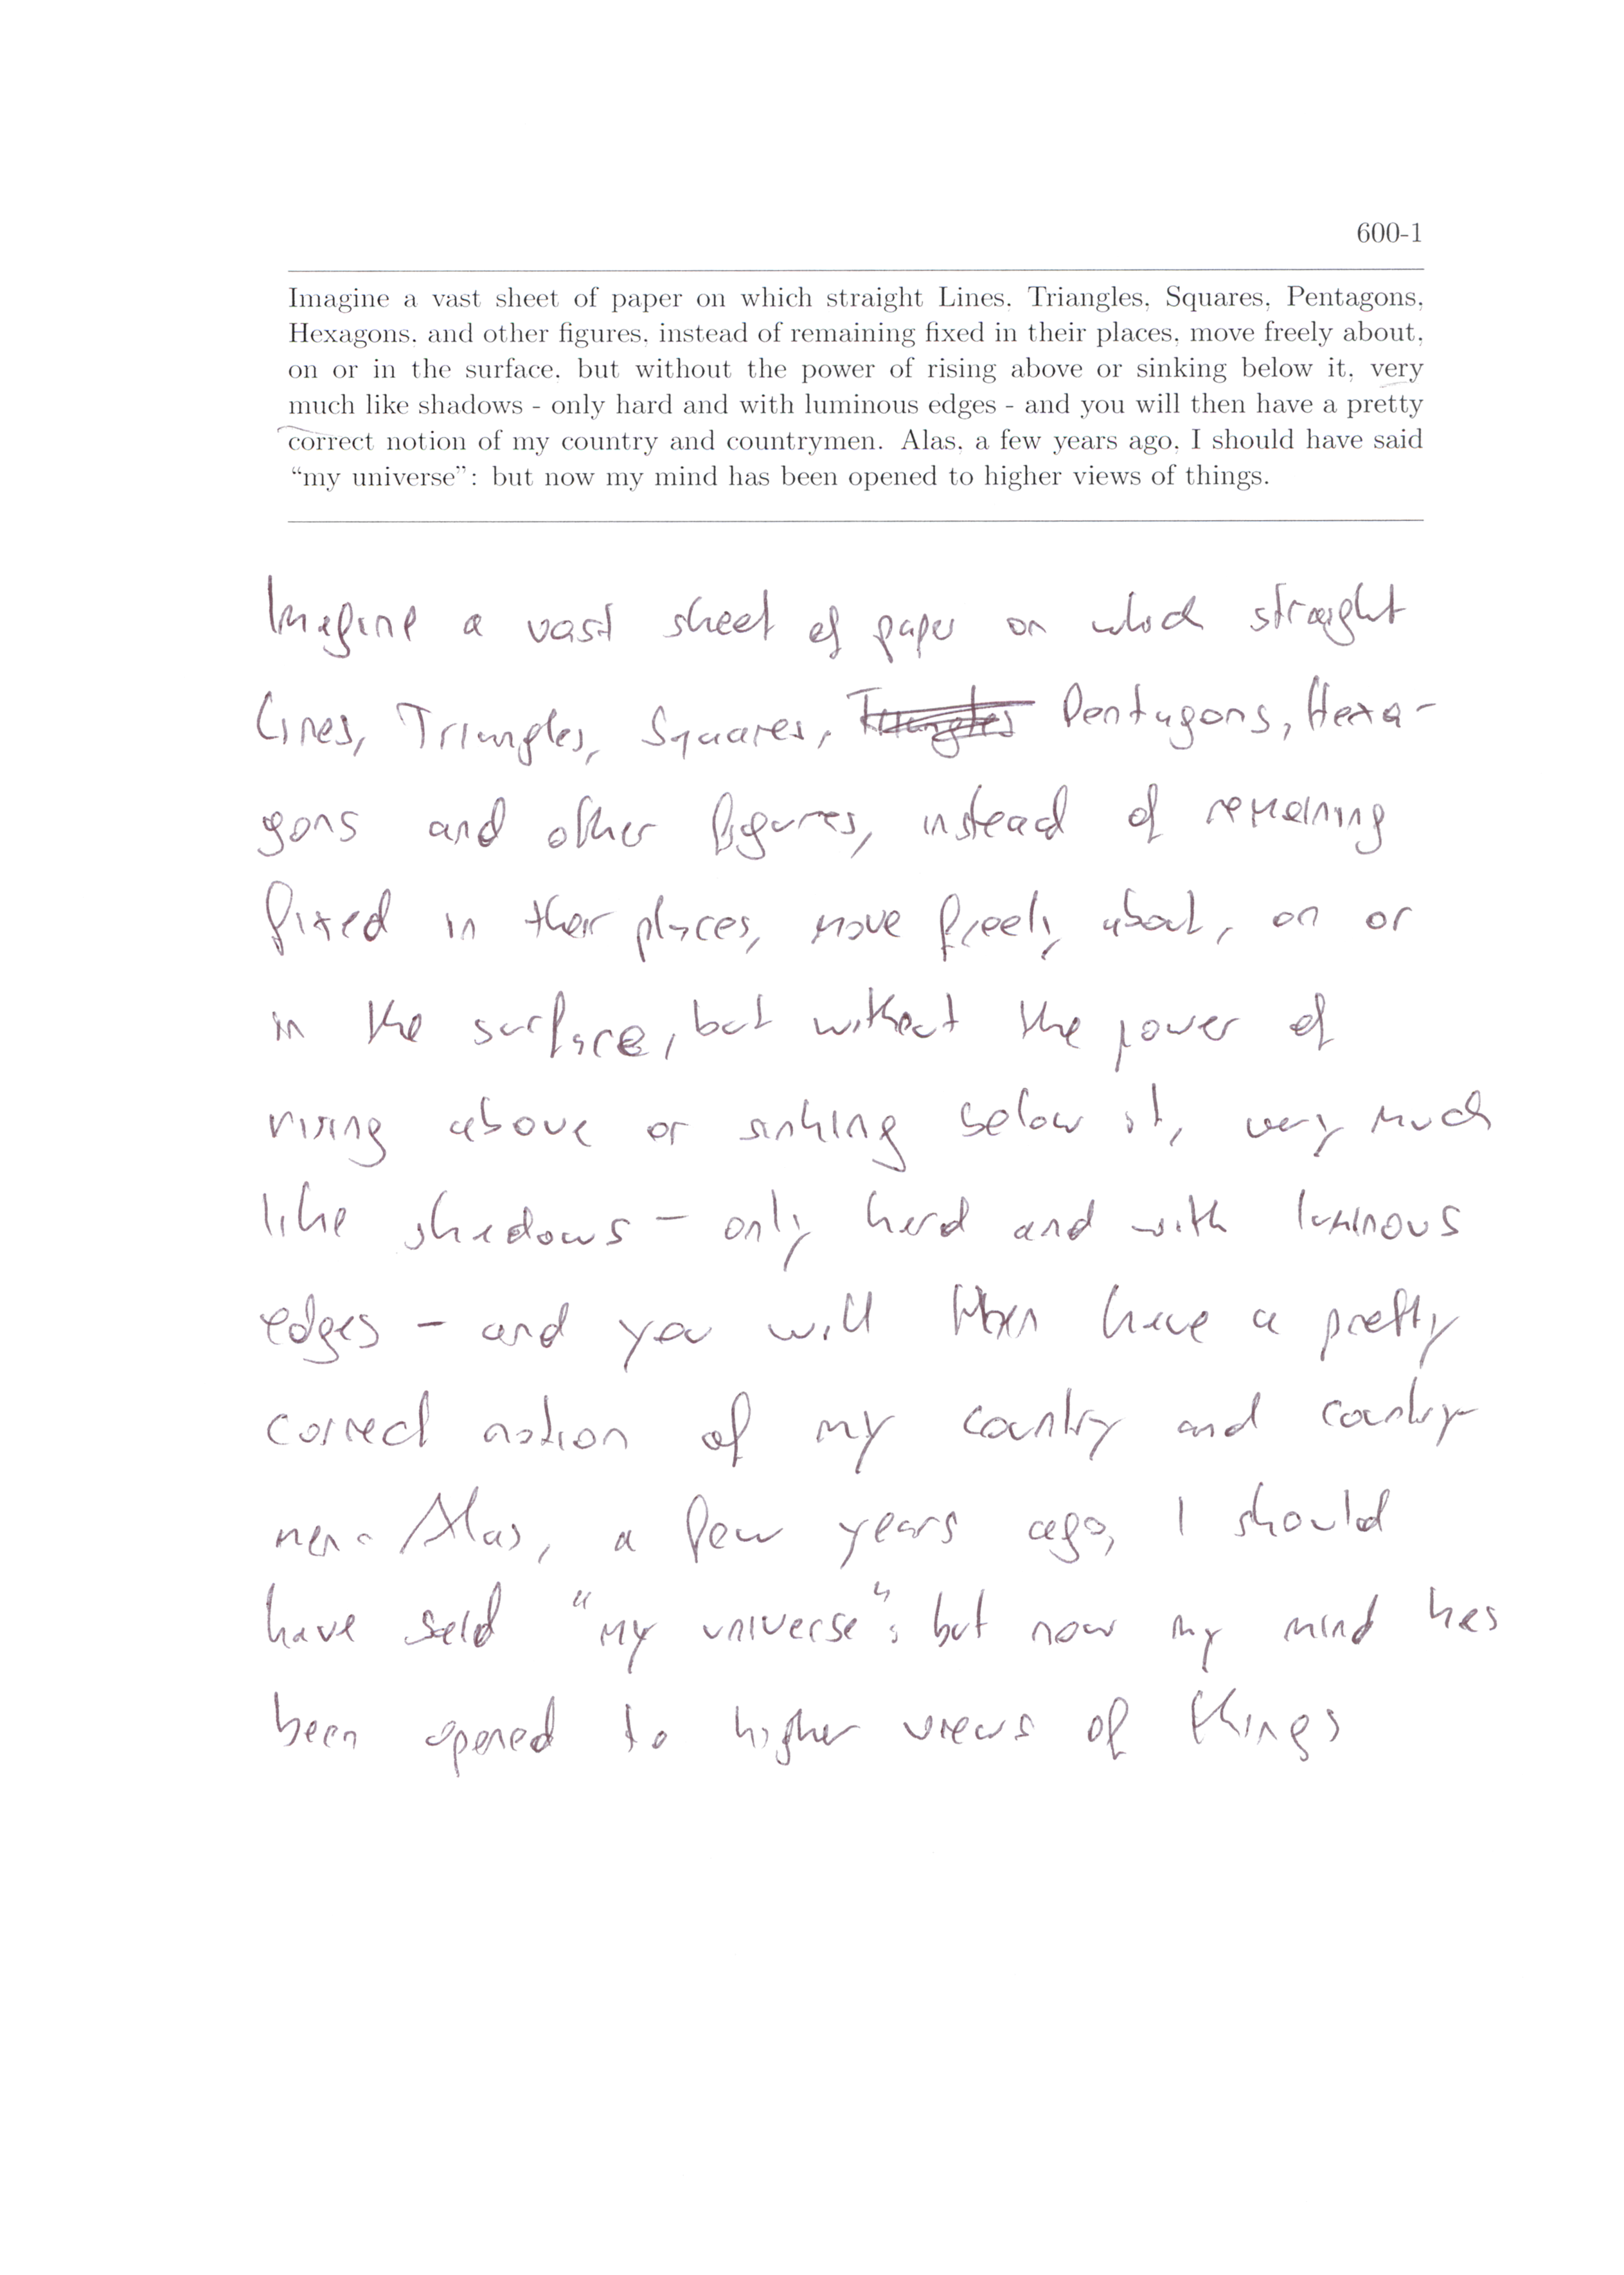 600-1
Imagine a vast sheet of paper on which straight Lines, Triangles, Squares, Pentagons,
Hexagons, and other figures, instead of remaining fixed in their places, move freely about,
on or in the surface, but without the power of rising above or sinking below it, very
much like shadows - only hard and with luminous edges - and you will then have a pretty
correct notion of my country and countrymen. Alas, a few years ago, I should have said
“my universe”: but now my mind has been opened to higher views of things.
Imagine a vast sheet of paper on which straight
Lines, Triangles, Squares, Triangles Pentagons, Hexa-
gons and other figures, instead of remaining
fixed in their places, move freely about, on or
in the surface, but without the power of
rising above or sinking below it, very much
like shadows - only hard and with luminous
edges - and you will then have a pretty
correct notion of my country and country-
men. Alas, a few years ago, I should
have said “my universe”: but now my mind has
been opened to higher views of things